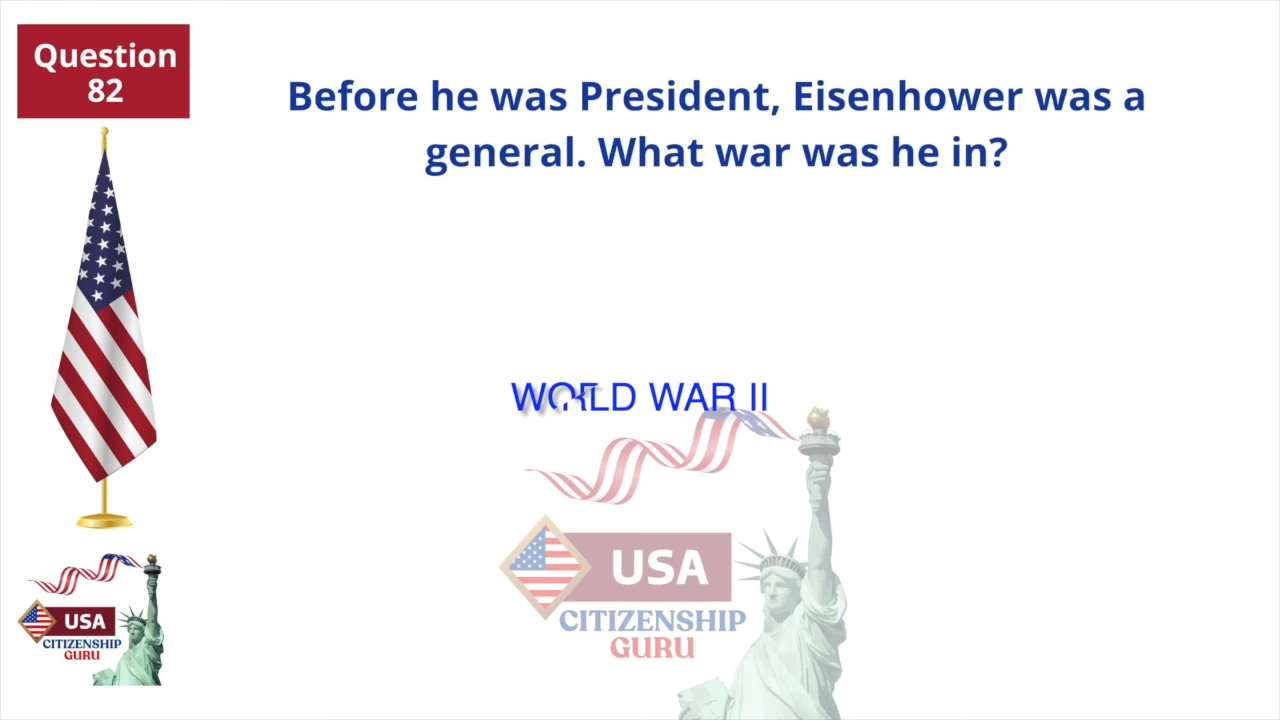 Question
82
Before he was President, Eisenhower was a
general. What war was he in?
WORLD WAR II
USA
CITIZENSHIP
GURU
USA
CITIZENSHIP
GURU